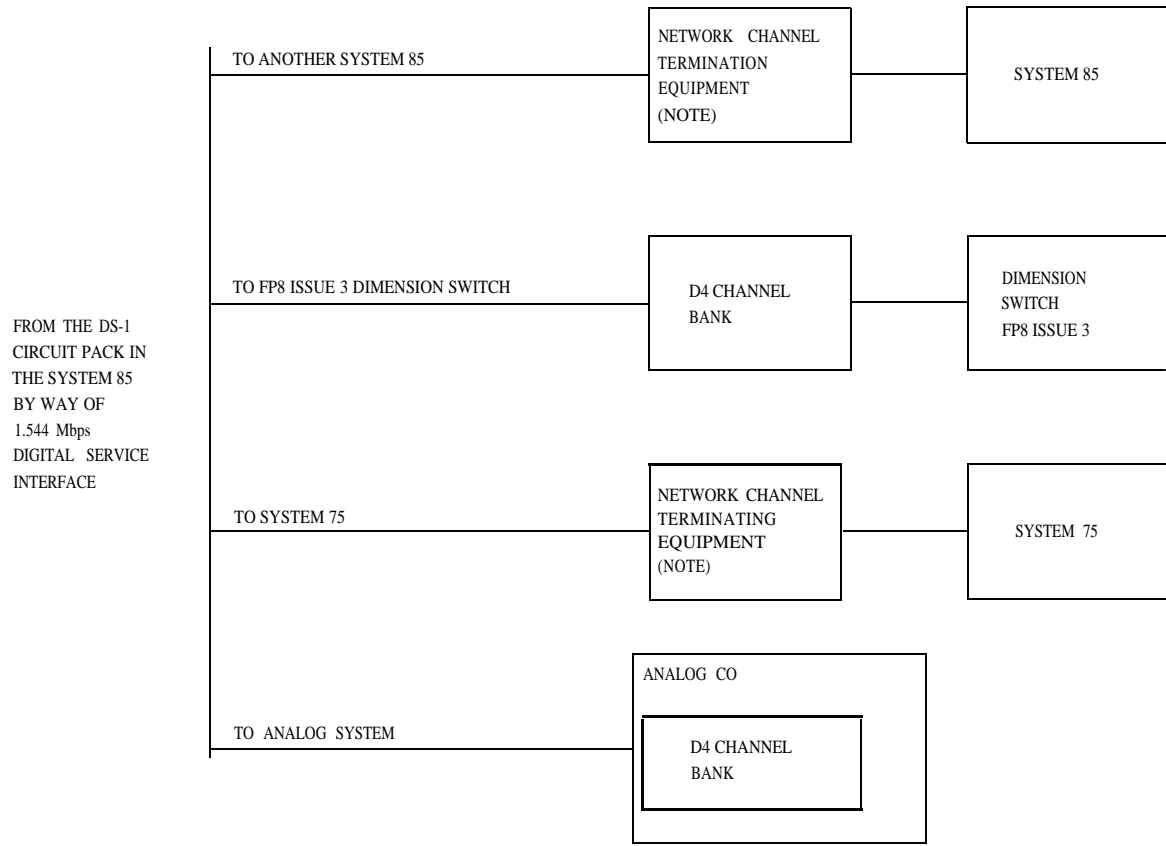 TO ANOTHER SYSTEM 85
NETWORK CHANNEL
TERMINATION
EQUIPMENT
(NOTE)
SYSTEM 85
TO FP8 ISSUE 3 DIMENSION SWITCH
D4 CHANNEL
BANK
DIMENSION
SWITCH
FP8 ISSUE 3
FROM THE DS-1
CIRCUIT PACK IN
THE SYSTEM 85
BY WAY OF
1.544 Mbps
DIGITAL SERVICE
INTERFACE
TO SYSTEM 75
NETWORK CHANNEL
TERMINATING
EQUIPMENT
(NOTE)
SYSTEM 75
ANALOG CO
TO ANALOG SYSTEM
D4 CHANNEL
BANK